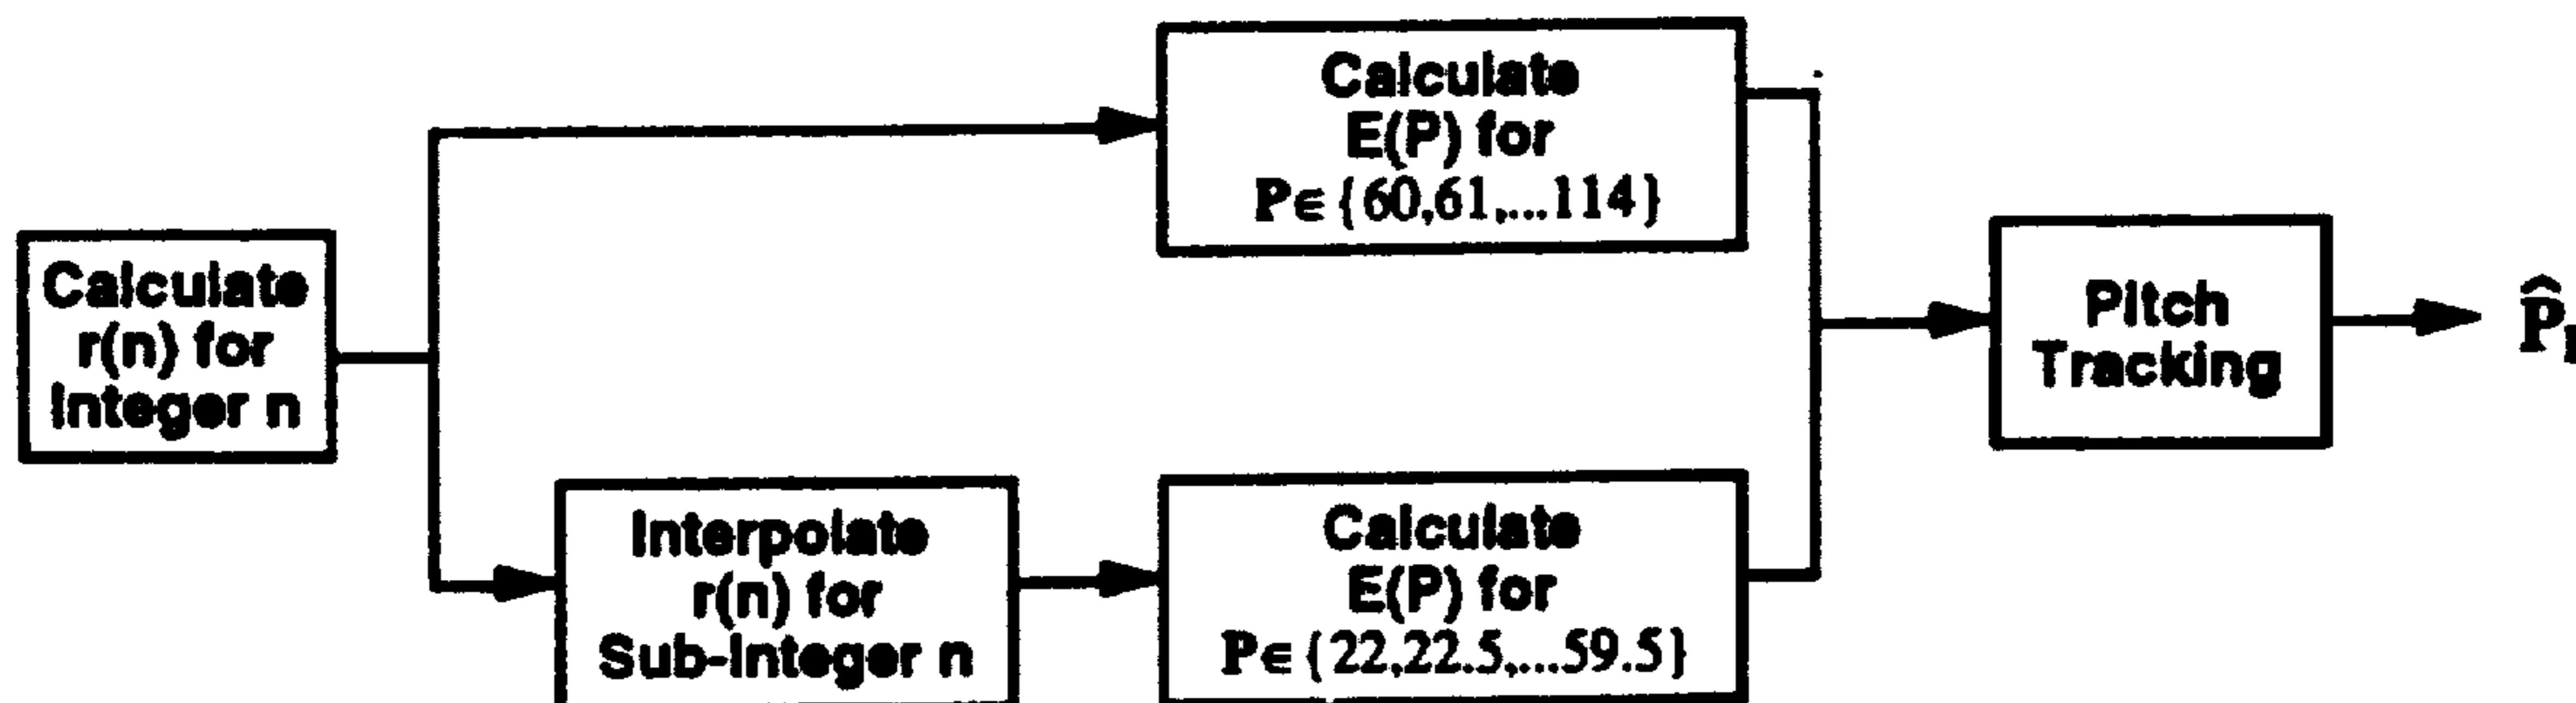 Calculate
E(P) for
P∈{60,61,...114}
Calculate
r(n) for
Integer n
Pitch
Tracking
Interpolate
r(n) for
Sub-Integer n
Calculate
E(P) for
P∈{22,22.5,...59.5}